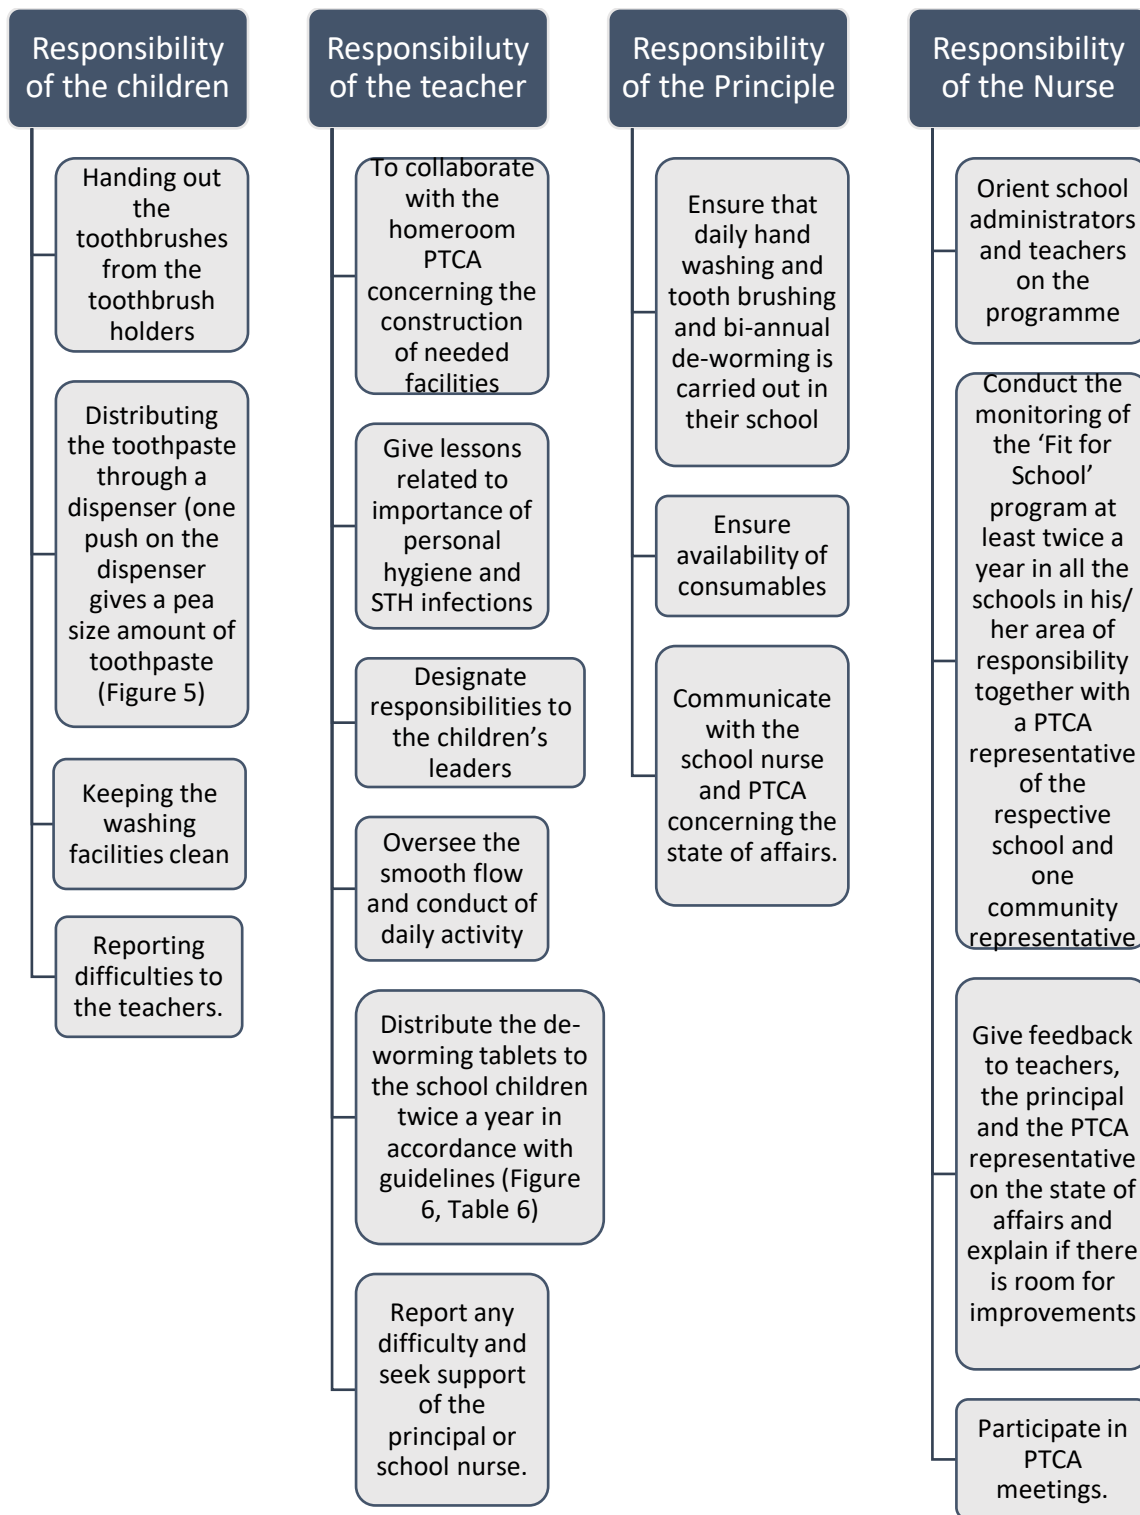 Responsibility
of the children
Handing out
the
toothbrushes
from the
toothbrush
holders
Distributing
the toothpaste
through a
dispenser (one
push on the
dispenser
gives a pea
size amount of
toothpaste
(Figure 5)
Keeping the
washing
facilities clean
Reporting
difficulties to
the teachers.
Responsibiluty
of the teacher
To collaborate
with the
homeroom
PTCA
concerning the
construction
of needed
facilities
Give lessons
related to
importance of
personal
hygiene and
STH infections
Designate
responsibilities to
the children’s
leaders
Oversee the
smooth flow
and conduct of
daily activity
Distribute the de-
worming tablets to
the school children
twice a year in
accordance with
guidelines (Figure
6, Table 6)
Report any
difficulty and
seek support
of the
principal or
school nurse.
Responsibility
of the Principle
Ensure that
daily hand
washing and
tooth brushing
and bi-annual
de-worming is
carried out in
their school
Ensure
availability of
consumables
Communicate
with the
school nurse
and PTCA
concerning the
state of affairs.
Responsibility
of the Nurse
Orient school
administrators
and teachers
on the
programme
Conduct the
monitoring of
the ‘Fit for
School’
program at
least twice a
year in all the
schools in his/
her area of
responsibility
together with
a PTCA
representative
of the
respective
school and
one
community
representative
Give feedback
to teachers,
the principal
and the PTCA
representative
on the state of
affairs and
explain if there
is room for
improvements
Participate in
PTCA
meetings.